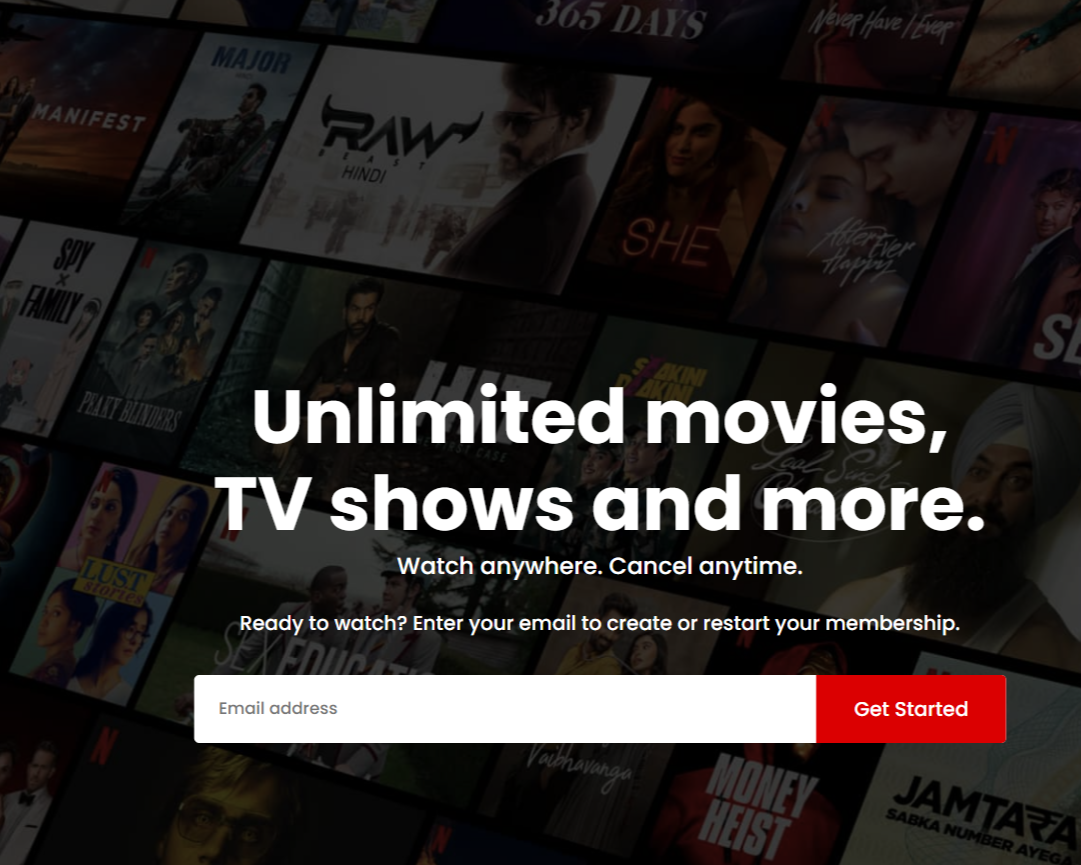 365 DAYS
Never Have I Ever
MAJOR
HINDI
MANIFEST
RAW
BEAST
HINDI
SHE
After Ever
Happy
SPY
X
FAMILY
PEAKY BLINDERS
HIT
SHAKINI
DAKINI
Laal Singh
Unlimited movies,
TV shows and more.
Watch anywhere. Cancel anytime.
LUST
stories
Ready to watch? Enter your email to create or restart your membership.
SEX EDUCATION
Email address
Get Started
Vaibhavanga
MONEY
HEIST
JAMTARA
SABKA NUMBER AYEGA